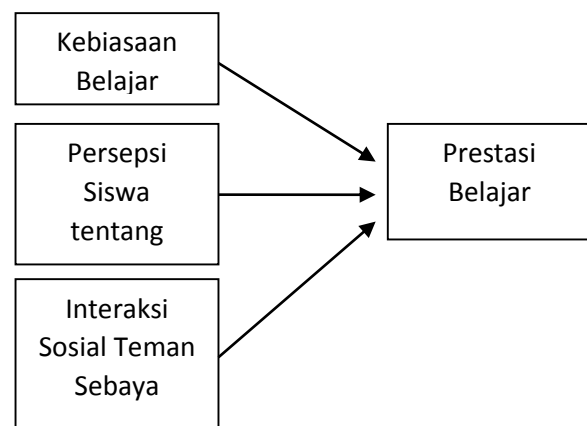 Kebiasaan
Belajar
Persepsi
Siswa
tentang
Interaksi
Sosial Teman
Sebaya
Prestasi
Belajar